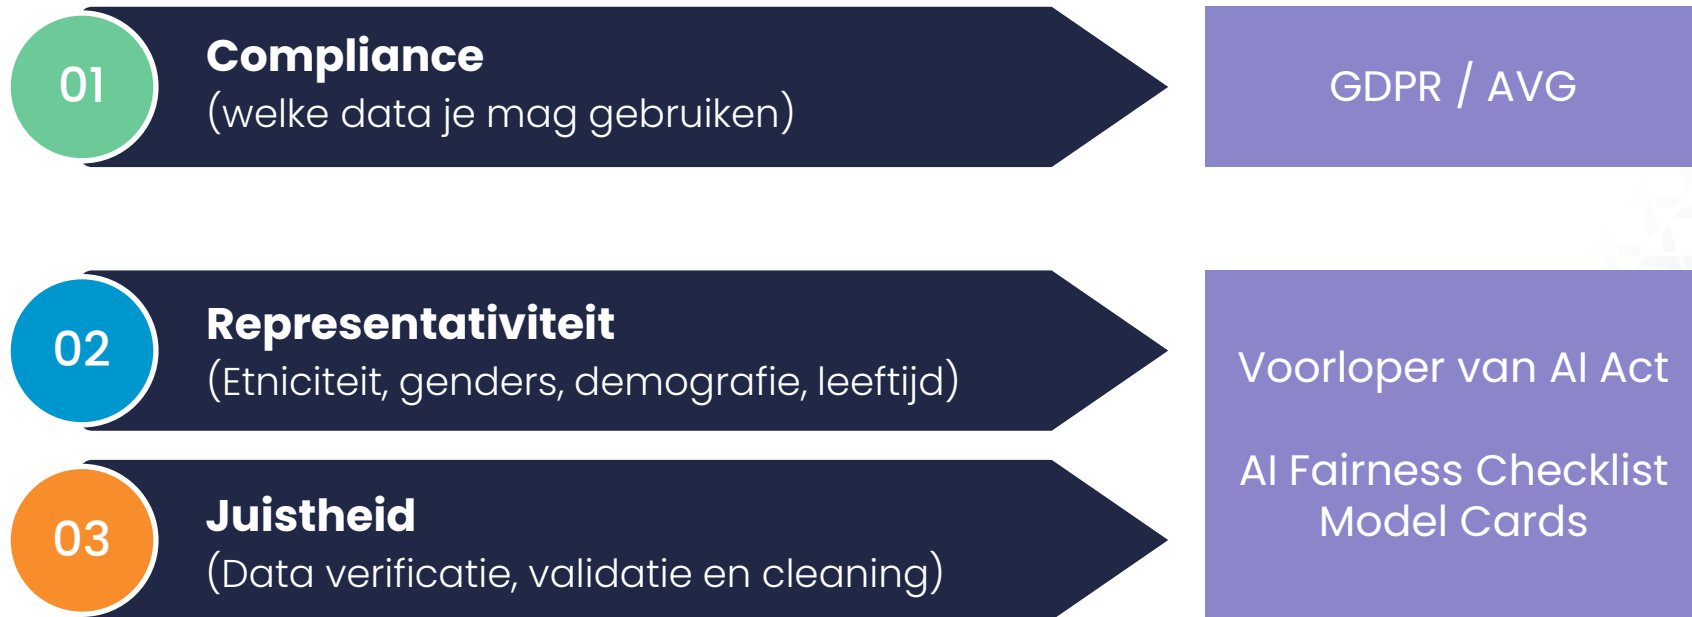 01
Compliance
(welke data je mag gebruiken)
GDPR / AVG
02
Representativiteit
(Etniciteit, genders, demografie, leeftijd)
03
Juistheid
(Data verificatie, validatie en cleaning)
Voorloper van AI Act
AI Fairness Checklist
Model Cards